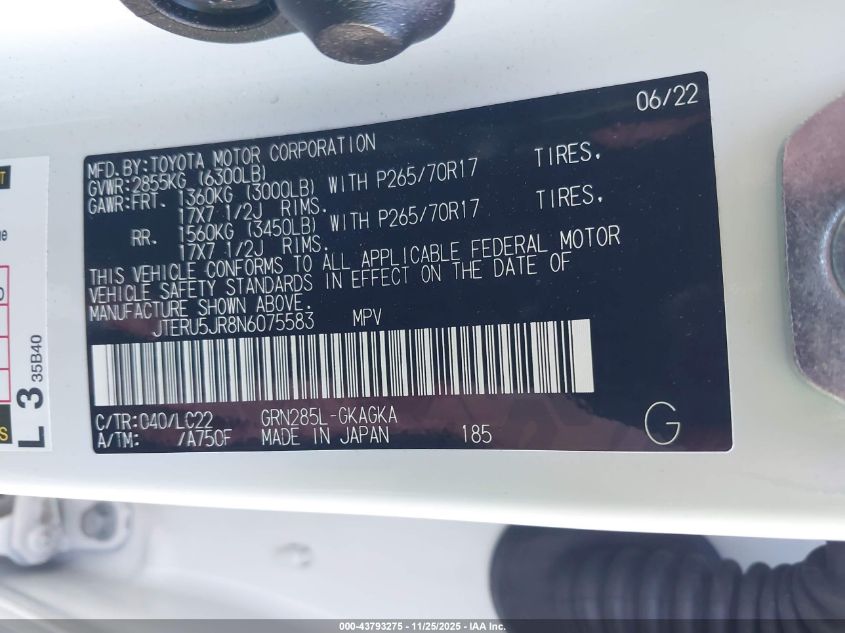 06/22
MFD.BY:TOYOTA MOTOR CORPORATION
GVWR:2855KG (6300LB)
GAWR:FRT. 1360KG (3000LB) WITH P265/70R17 TIRES,
17X7 1/2J RIMS.
RR. 1560KG (3450LB) WITH P265/70R17 TIRES,
17X7 1/2J RIMS.
THIS VEHICLE CONFORMS TO ALL APPLICABLE FEDERAL MOTOR
VEHICLE SAFETY STANDARDS IN EFFECT ON THE DATE OF
MANUFACTURE SHOWN ABOVE.
JTERU5JR8N6075583 MPV
C/TR:040/LC22 GRN285L-GKAGKA
A/TM: /A750F MADE IN JAPAN 185
G
L 3 35B40
000-43793275 - 11/25/2025 - IAA Inc.